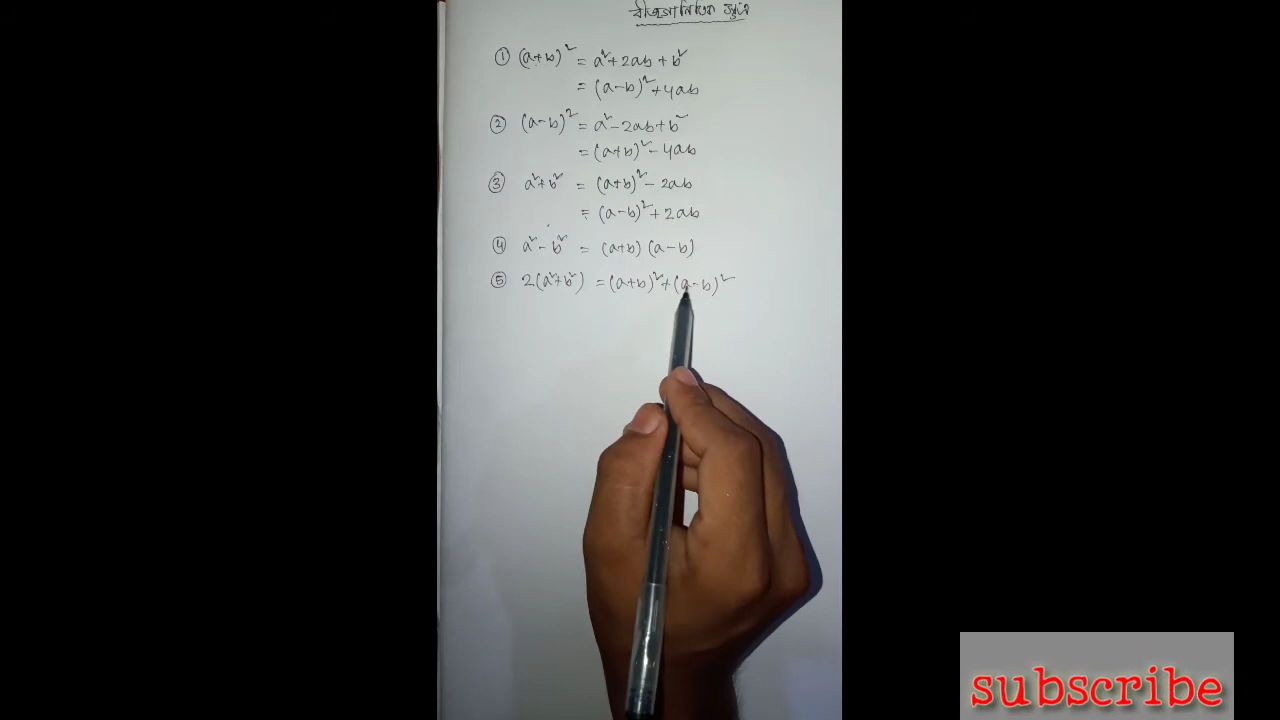 বীজগানিতিক সূত্র
① (a+b)² = a²+2ab+b²
= (a-b)²+4ab
② (a-b)² = a²-2ab+b²
= (a+b)²-4ab
③ a²+b² = (a+b)²-2ab
= (a-b)²+2ab
④ a²-b² = (a+b)(a-b)
⑤ 2(a²+b²) = (a+b)²+(a-b)²
subscribe